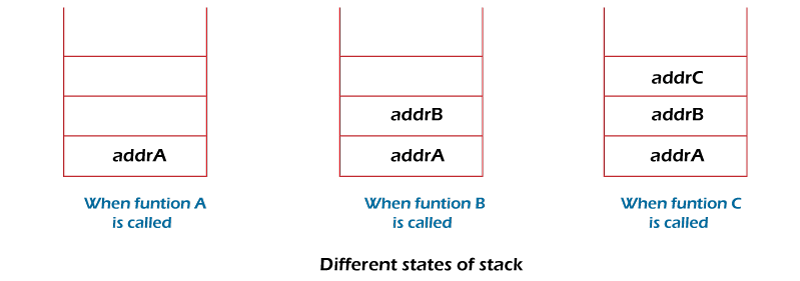 addrC
addrB addrB
addrA addrA addrA
When funtion A When funtion B When funtion C
is called is called is called
Different states of stack